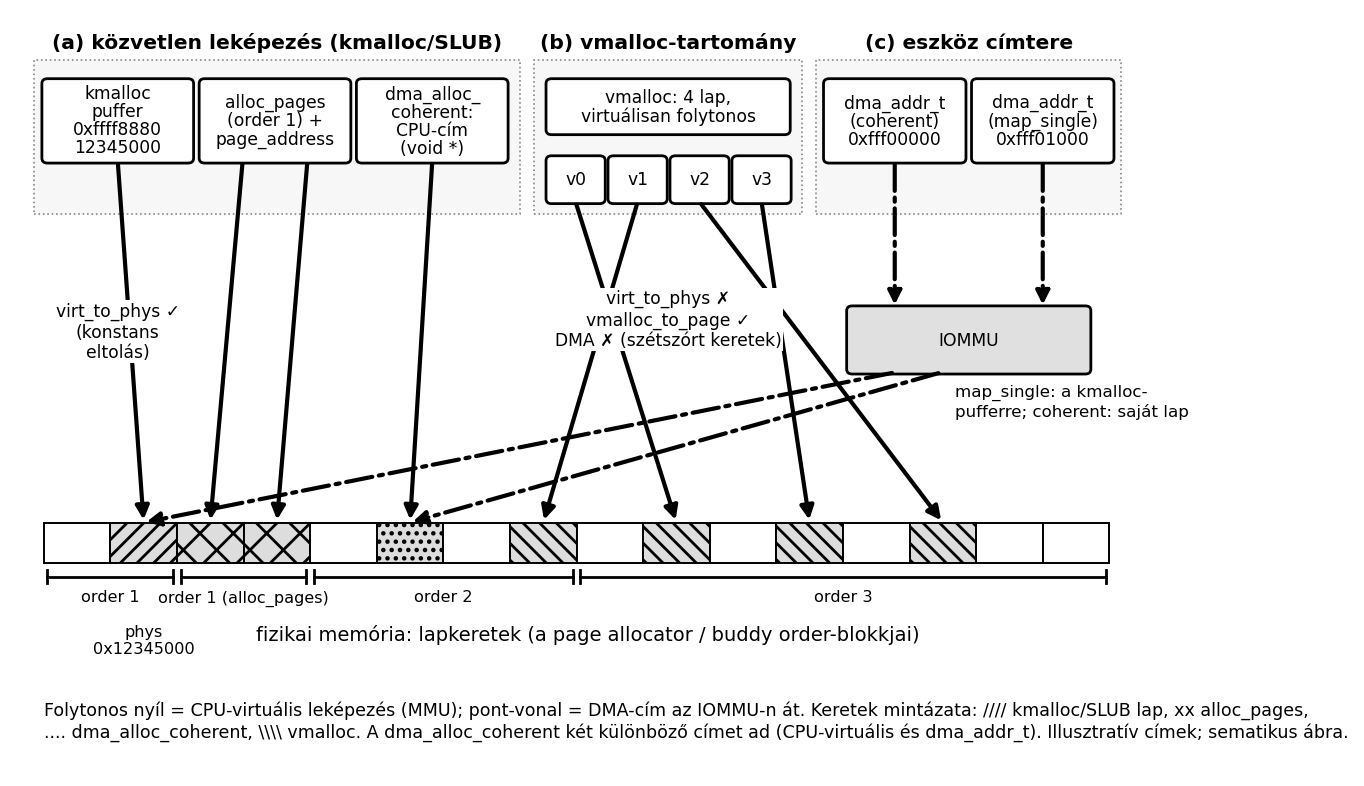 (a) közvetlen leképezés (kmalloc/SLUB)
(b) vmalloc-tartomány
(c) eszköz címtere
kmalloc
puffer
0xffff8880
12345000
alloc_pages
(order 1) +
page_address
dma_alloc_
coherent:
CPU-cím
(void *)
vmalloc: 4 lap,
virtuálisan folytonos
v0
v1
v2
v3
dma_addr_t
(coherent)
0xfff00000
dma_addr_t
(map_single)
0xfff01000
virt_to_phys ✓
(konstans
eltolás)
virt_to_phys ✗
vmalloc_to_page ✓
DMA ✗ (szétszórt keretek)
IOMMU
map_single: a kmalloc-
pufferre; coherent: saját lap
order 1
order 1 (alloc_pages)
order 2
order 3
phys
0x12345000
fizikai memória: lapkeretek (a page allocator / buddy order-blokkjai)
Folytonos nyíl = CPU-virtuális leképezés (MMU); pont-vonal = DMA-cím az IOMMU-n át. Keretek mintázata: //// kmalloc/SLUB lap, xx alloc_pages,
.... dma_alloc_coherent, \\\\ vmalloc. A dma_alloc_coherent két különböző címet ad (CPU-virtuális és dma_addr_t). Illusztratív címek; sematikus ábra.